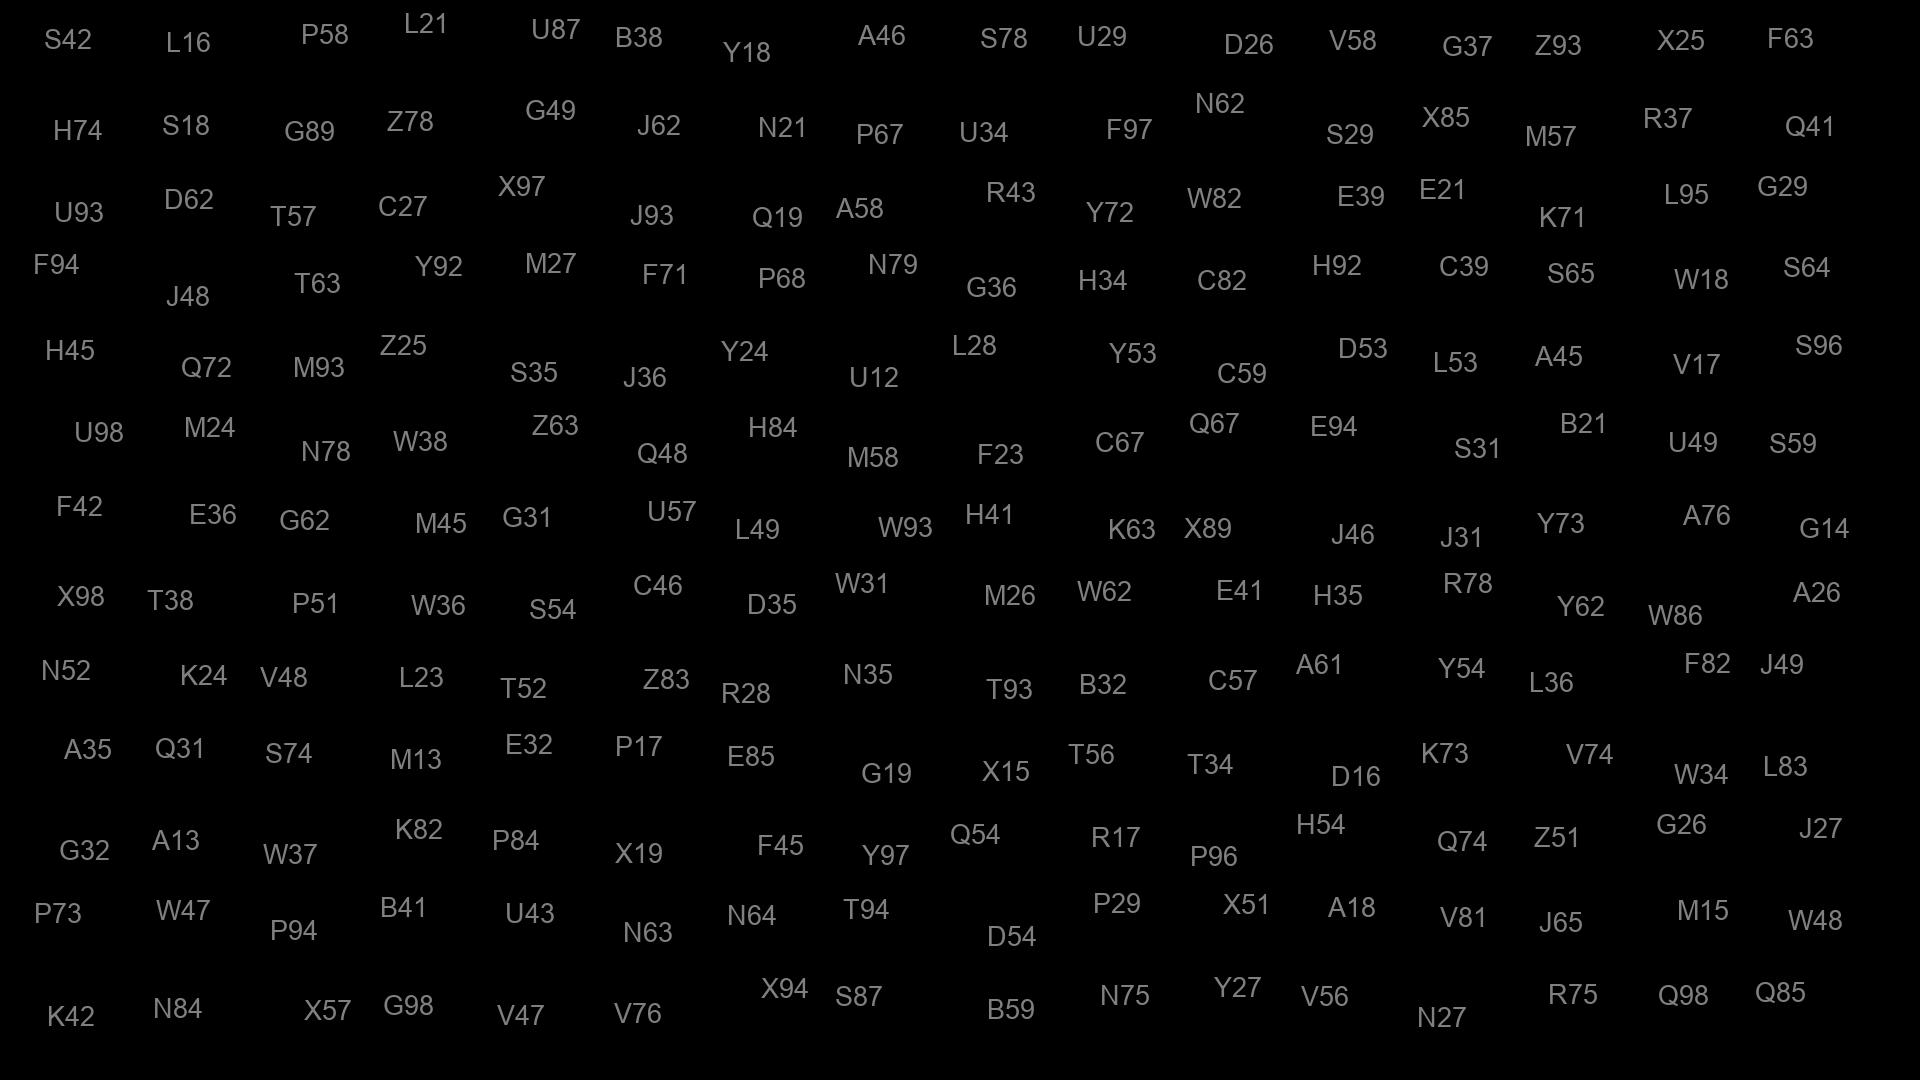 S42 L16 P58 L21 U87 B38 Y18 A46 S78 U29 D26 V58 G37 Z93 X25 F63
H74 S18 G89 Z78 G49 J62 N21 P67 U34 F97 N62 S29 X85 M57 R37 Q41
U93 D62 T57 C27 X97 J93 Q19 A58 R43 Y72 W82 E39 E21 K71 L95 G29
F94 J48 T63 Y92 M27 F71 P68 N79 G36 H34 C82 H92 C39 S65 W18 S64
H45 Q72 M93 Z25 S35 J36 Y24 U12 L28 Y53 C59 D53 L53 A45 V17 S96
U98 M24 N78 W38 Z63 Q48 H84 M58 F23 C67 Q67 E94 S31 B21 U49 S59
F42 E36 G62 M45 G31 U57 L49 W93 H41 K63 X89 J46 J31 Y73 A76 G14
X98 T38 P51 W36 S54 C46 D35 W31 M26 W62 E41 H35 R78 Y62 W86 A26
N52 K24 V48 L23 T52 Z83 R28 N35 T93 B32 C57 A61 Y54 L36 F82 J49
A35 Q31 S74 M13 E32 P17 E85 G19 X15 T56 T34 D16 K73 V74 W34 L83
G32 A13 W37 K82 P84 X19 F45 Y97 Q54 R17 P96 H54 Q74 Z51 G26 J27
P73 W47 P94 B41 U43 N63 N64 T94 D54 P29 X51 A18 V81 J65 M15 W48
K42 N84 X57 G98 V47 V76 X94 S87 B59 N75 Y27 V56 N27 R75 Q98 Q85